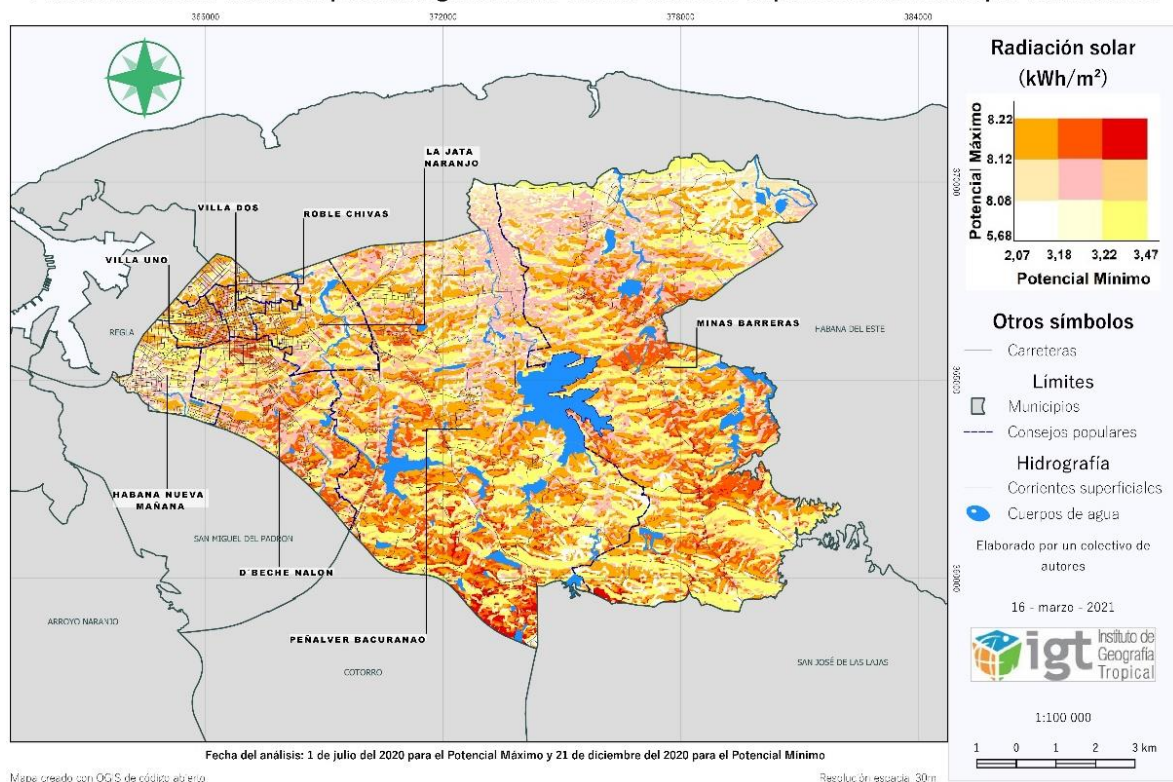 366000 372000 378000 384000
Radiación solar
(kWh/m²)
Potencial Máximo
8.22
8.12
8.08
5,68
2,07 3,18 3,22 3,47
Potencial Mínimo
Otros símbolos
Carreteras
Límites
Municipios
Consejos populares
Hidrografía
Corrientes superficiales
Cuerpos de agua
Elaborado por un colectivo de
autores
16 - marzo - 2021
igt Instituto de
Geografía
Tropical
1:100 000
1 0 1 2 3 km
370000
365000
360000
LA JATA
NARANJO
VILLA DOS
ROBLE CHIVAS
VILLA UNO
REGLA
MINAS BARRERAS
HABANA DEL ESTE
HABANA NUEVA
MAÑANA
SAN MIGUEL DEL PADRON
D´BECHE NALON
ARROYO NARANJO
PEÑALVER BACURANAO
COTORRO
SAN JOSÉ DE LAS LAJAS
Fecha del análisis: 1 de julio del 2020 para el Potencial Máximo y 21 de diciembre del 2020 para el Potencial Mínimo
Mapa creado con QGIS de código abierto
Resolución espacial 30m